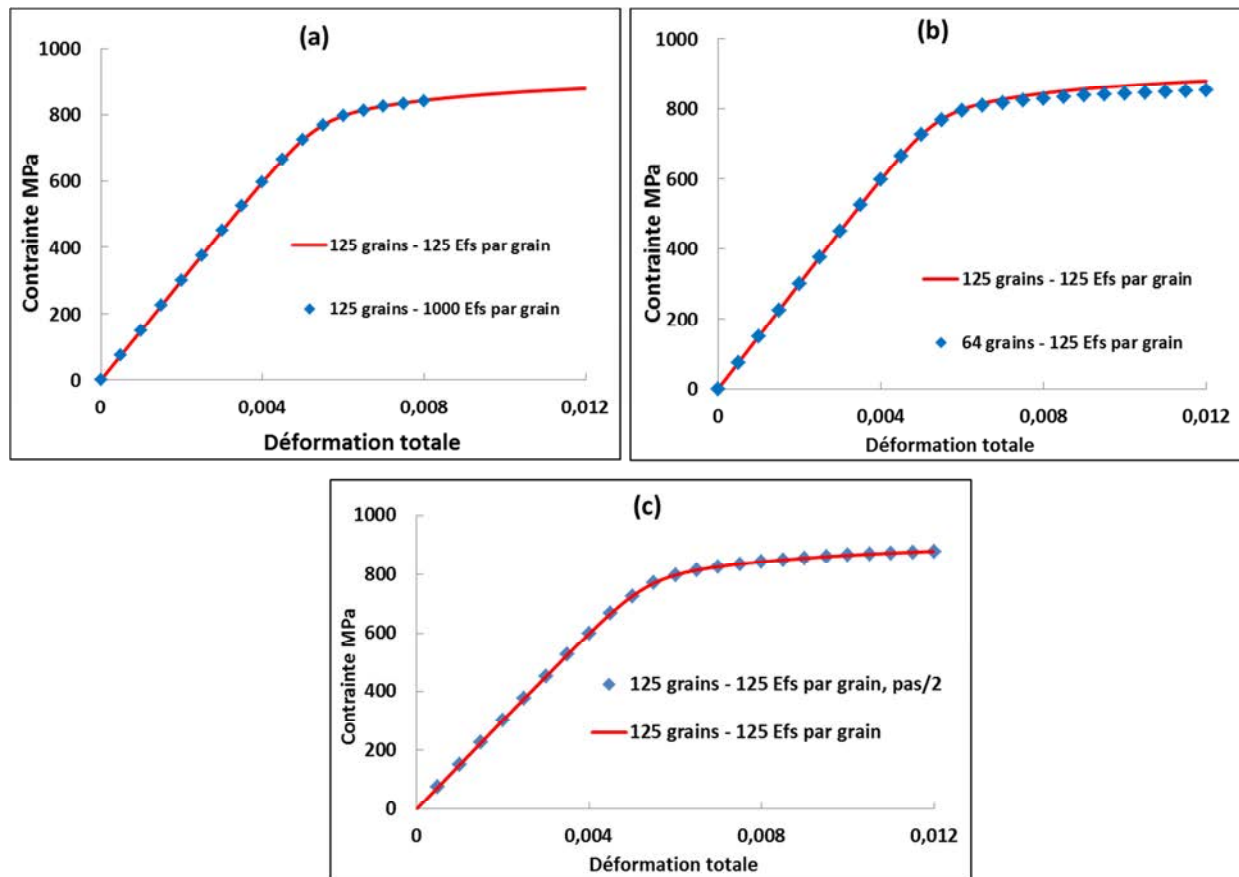 (a)
Contrainte MPa
1000
800
600
400
200
0
125 grains - 125 Efs par grain
125 grains - 1000 Efs par grain
0 0,004 0,008 0,012
Déformation totale
(b)
Contrainte MPa
1000
800
600
400
200
0
125 grains - 125 Efs par grain
64 grains - 125 Efs par grain
0 0,004 0,008 0,012
Déformation totale
(c)
Contrainte MPa
1000
800
600
400
200
0
125 grains - 125 Efs par grain, pas/2
125 grains - 125 Efs par grain
0 0,004 0,008 0,012
Déformation totale